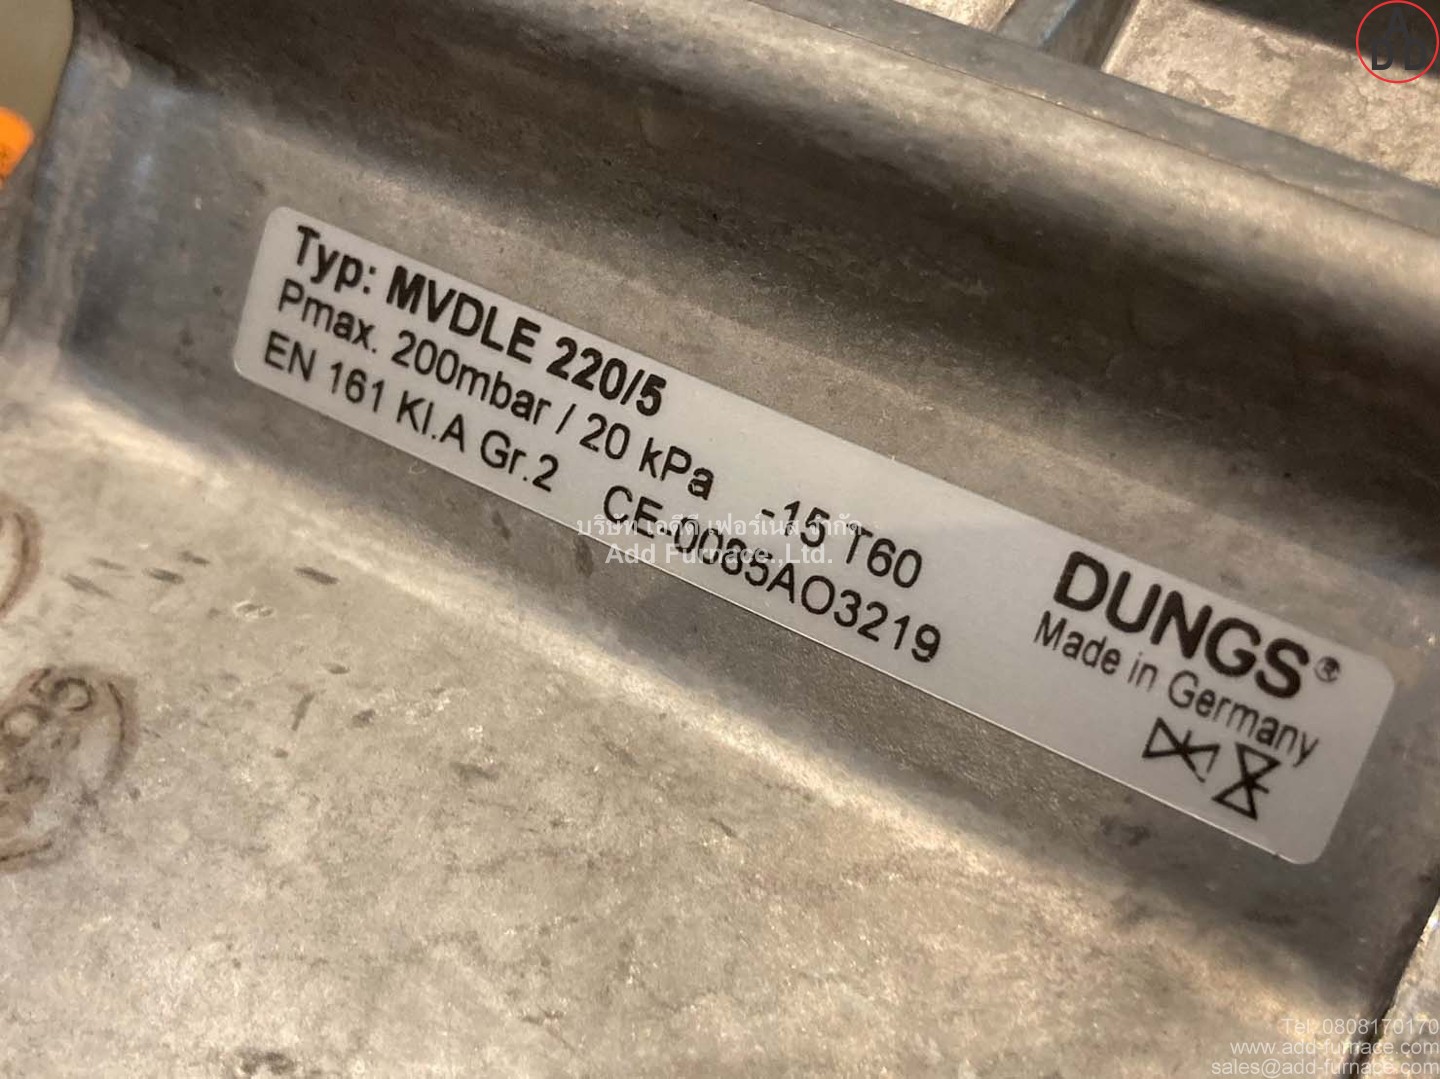 Typ: MVDLE 220/5
Pmax. 200mbar / 20 kPa -15 T60
EN 161 Kl.A Gr.2 CE-0085AO3219
DUNGS®
Made in Germany
บริษัท เอดีดี เฟอร์เนส จำกัด
Add Furnace.,Ltd.
ADD
Tel. 0808170170
www.add-furnace.com
sales@add-furnace.com